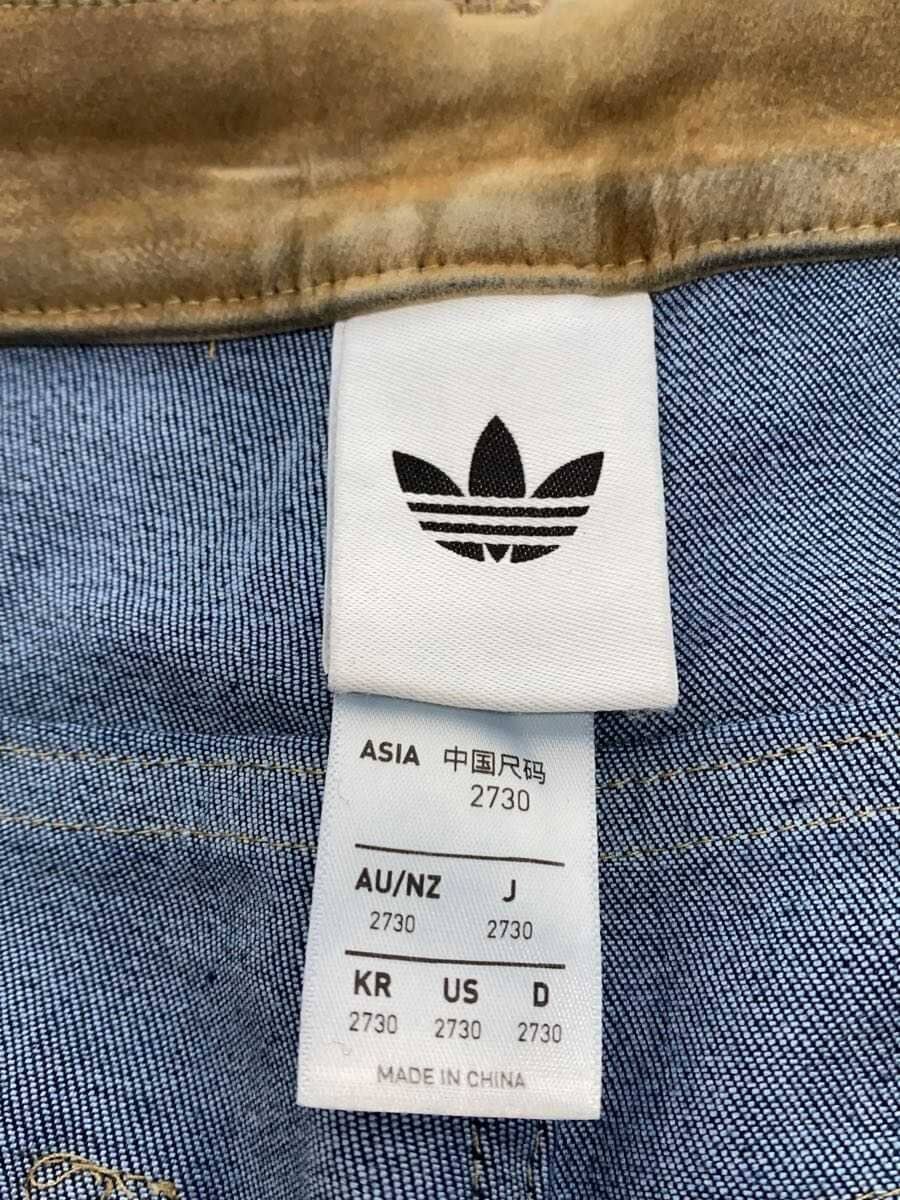 ASIA 中国尺码
2730
AU/NZ J
2730 2730
KR US D
2730 2730 2730
MADE IN CHINA